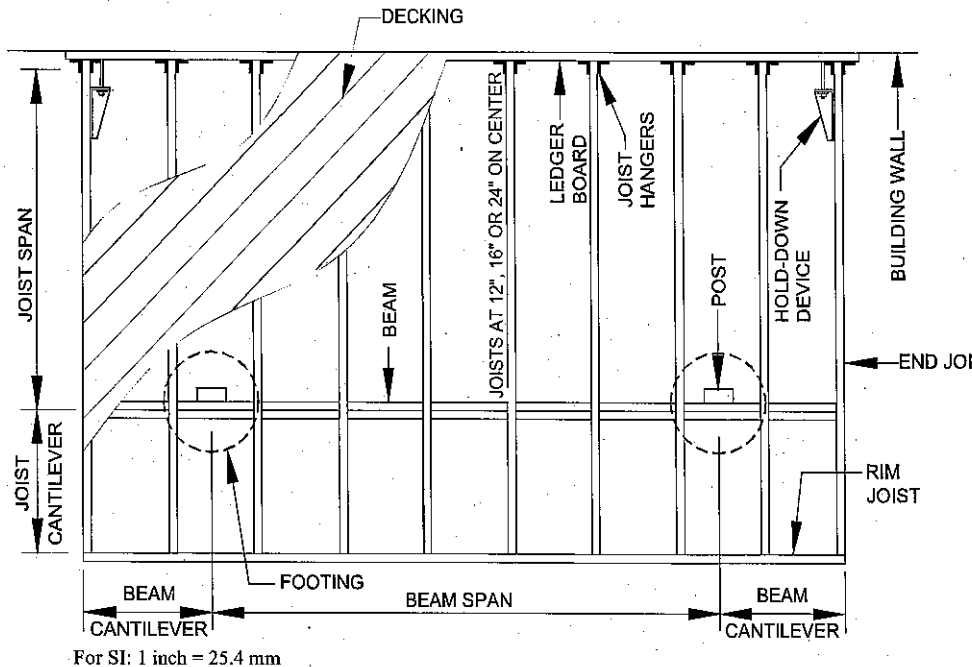 DECKING
JOIST SPAN
JOISTS AT 12", 16" OR 24" ON CENTER
LEDGER
BOARD
JOIST
HANGERS
BUILDING WALL
HOLD-DOWN
DEVICE
POST
BEAM
END JOI
JOIST
CANTILEVER
RIM
JOIST
FOOTING
BEAM
CANTILEVER
BEAM SPAN
BEAM
CANTILEVER
For SI: 1 inch = 25.4 mm